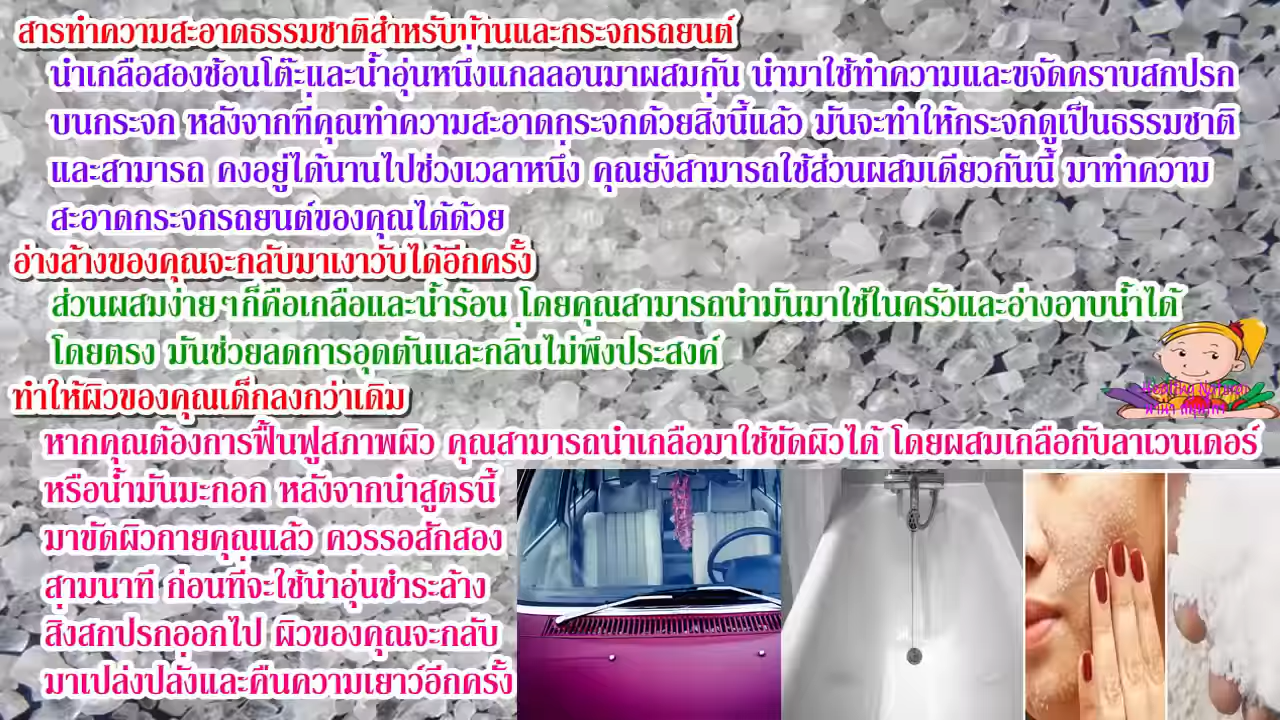 สารทำความสะอาดธรรมชาติสำหรับบ้านและกระจกรถยนต์
นำเกลือสองช้อนโต๊ะและน้ำอุ่นหนึ่งแกลลอนมาผสมกัน นำมาใช้ทำความและขจัดคราบสกปรก
บนกระจก หลังจากที่คุณทำความสะอาดกระจกด้วยสิ่งนี้แล้ว มันจะทำให้กระจกดูเป็นธรรมชาติ
และสามารถ คงอยู่ได้นานไปช่วงเวลาหนึ่ง คุณยังสามารถใช้ส่วนผสมเดียวกันนี้ มาทำความ
สะอาดกระจกรถยนต์ของคุณได้ด้วย
อ่างล้างของคุณจะกลับมาเงาวับได้อีกครั้ง
ส่วนผสมง่ายๆก็คือเกลือและน้ำร้อน โดยคุณสามารถนำมันมาใช้ในครัวและอ่างอาบน้ำได้
โดยตรง มันช่วยลดการอุดตันและกลิ่นไม่พึงประสงค์
ทำให้ผิวของคุณเด็กลงกว่าเดิม
หากคุณต้องการฟื้นฟูสภาพผิว คุณสามารถนำเกลือมาใช้ขัดผิวได้ โดยผสมเกลือกับลาเวนเดอร์
หรือน้ำมันมะกอก หลังจากนำสูตรนี้
มาขัดผิวกายคุณแล้ว ควรรอสักสอง
สามนาที ก่อนที่จะใช้น้ำอุ่นชำระล้าง
สิ่งสกปรกออกไป ผิวของคุณจะกลับ
มาเปล่งปลั่งและคืนความเยาว์อีกครั้ง